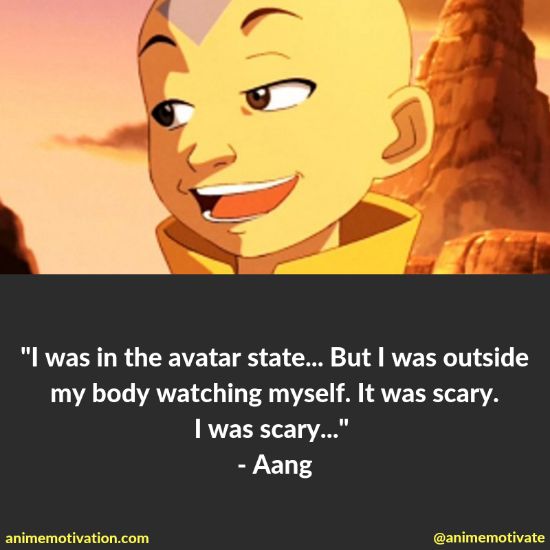 "I was in the avatar state... But I was outside
my body watching myself. It was scary.
I was scary..."
- Aang
animemotivation.com
@animemotivate